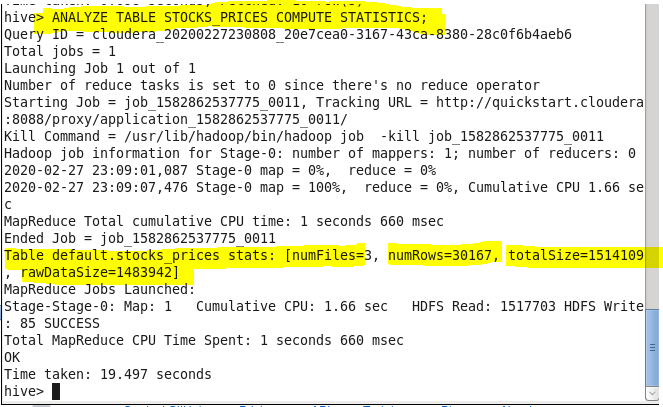 hive> ANALYZE TABLE STOCKS_PRICES COMPUTE STATISTICS;
Query ID = cloudera_20200227230808_20e7cea0-3167-43ca-8380-28c0f6b4aeb6
Total jobs = 1
Launching Job 1 out of 1
Number of reduce tasks is set to 0 since there's no reduce operator
Starting Job = job_1582862537775_0011, Tracking URL = http://quickstart.cloudera
:8088/proxy/application_1582862537775_0011/
Kill Command = /usr/lib/hadoop/bin/hadoop job  -kill job_1582862537775_0011
Hadoop job information for Stage-0: number of mappers: 1; number of reducers: 0
2020-02-27 23:09:01,087 Stage-0 map = 0%,  reduce = 0%
2020-02-27 23:09:07,476 Stage-0 map = 100%,  reduce = 0%, Cumulative CPU 1.66 se
c
MapReduce Total cumulative CPU time: 1 seconds 660 msec
Ended Job = job_1582862537775_0011
Table default.stocks_prices stats: [numFiles=3, numRows=30167, totalSize=1514109
, rawDataSize=1483942]
MapReduce Jobs Launched:
Stage-Stage-0: Map: 1   Cumulative CPU: 1.66 sec   HDFS Read: 1517703 HDFS Write
: 85 SUCCESS
Total MapReduce CPU Time Spent: 1 seconds 660 msec
OK
Time taken: 19.497 seconds
hive>